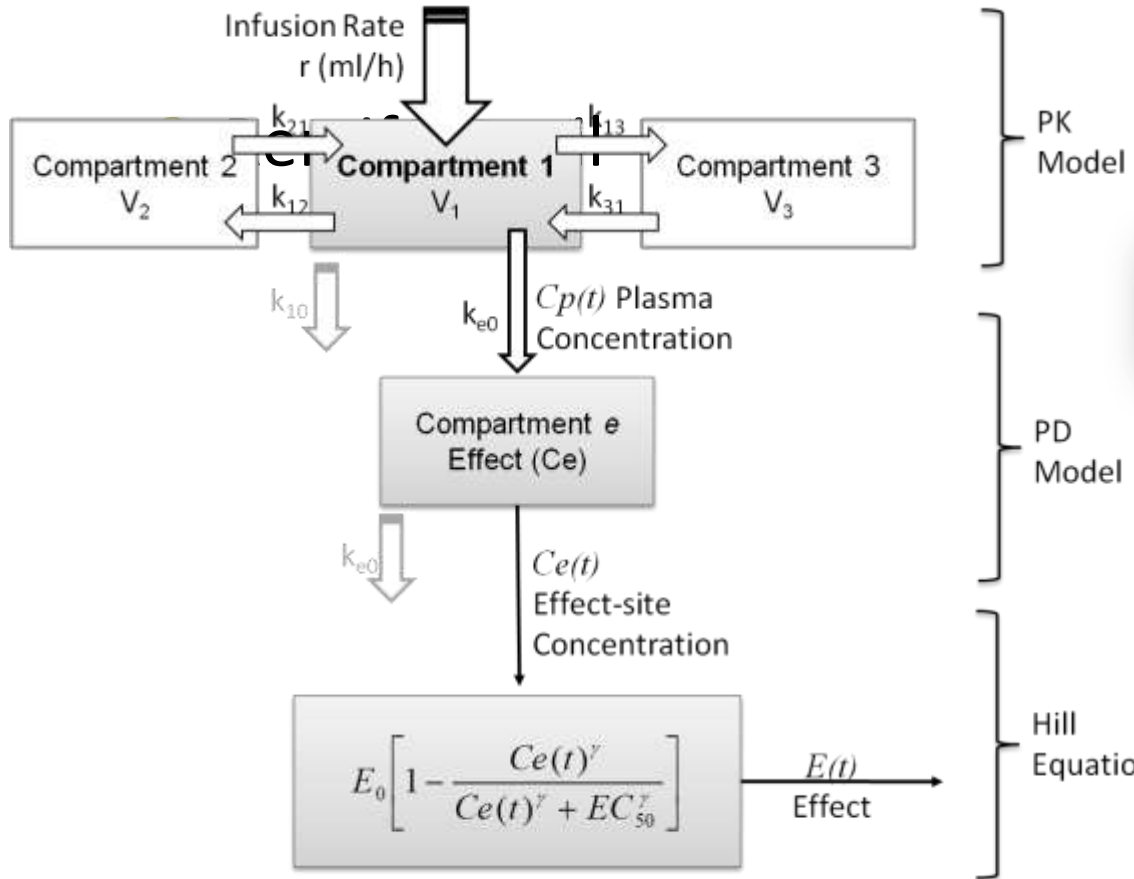 Infusion Rate
r (ml/h)
k21
k13
Compartment 2
V2
Compartment 1
V1
Compartment 3
V3
k12
k31
PK
Model
k10
ke0
Cp(t) Plasma
Concentration
Compartment e
Effect (Ce)
PD
Model
ke0
Ce(t)
Effect-site
Concentration
E0[1 - Ce(t)^γ / (Ce(t)^γ + EC50^γ)]
E(t)
Effect
Hill
Equatio